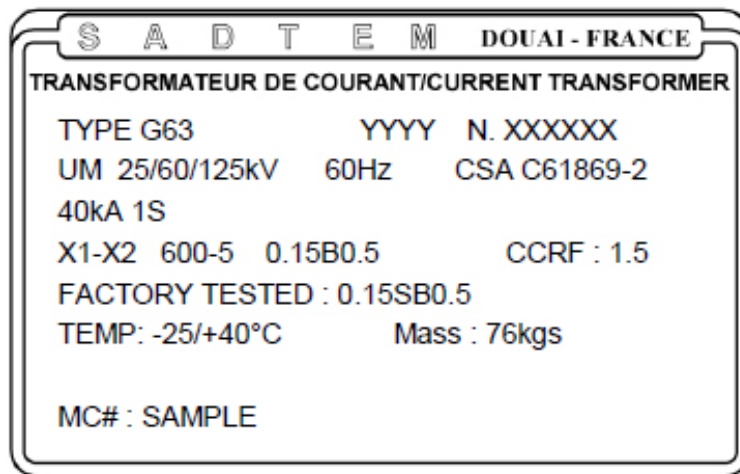 S A D T E M DOUAI - FRANCE
TRANSFORMATEUR DE COURANT/CURRENT TRANSFORMER
TYPE G63 YYYY N. XXXXXX
UM 25/60/125kV 60Hz CSA C61869-2
40kA 1S
X1-X2 600-5 0.15B0.5 CCRF : 1.5
FACTORY TESTED : 0.15SB0.5
TEMP: -25/+40°C Mass : 76kgs
MC# : SAMPLE